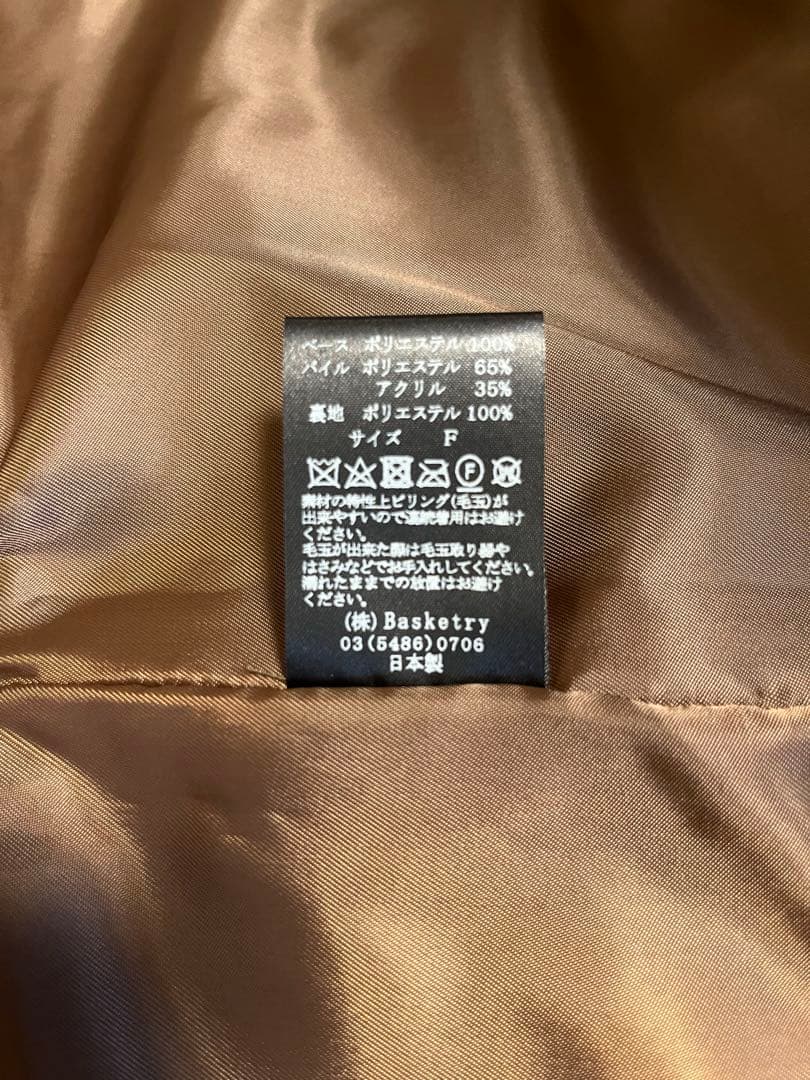 ベース ポリエステル 100%
パイル ポリエステル 65%
アクリル 35%
裏地 ポリエステル 100%
サイズ F
素材の特性上ピリング(毛玉)が
出来やすいので連続着用はお避け
ください。
毛玉が出来た際は毛玉取り器や
はさみなどでお手入れしてください。
濡れたままでの放置はお避け
ください。
(株) Basketry
03(5486)0706
日本製